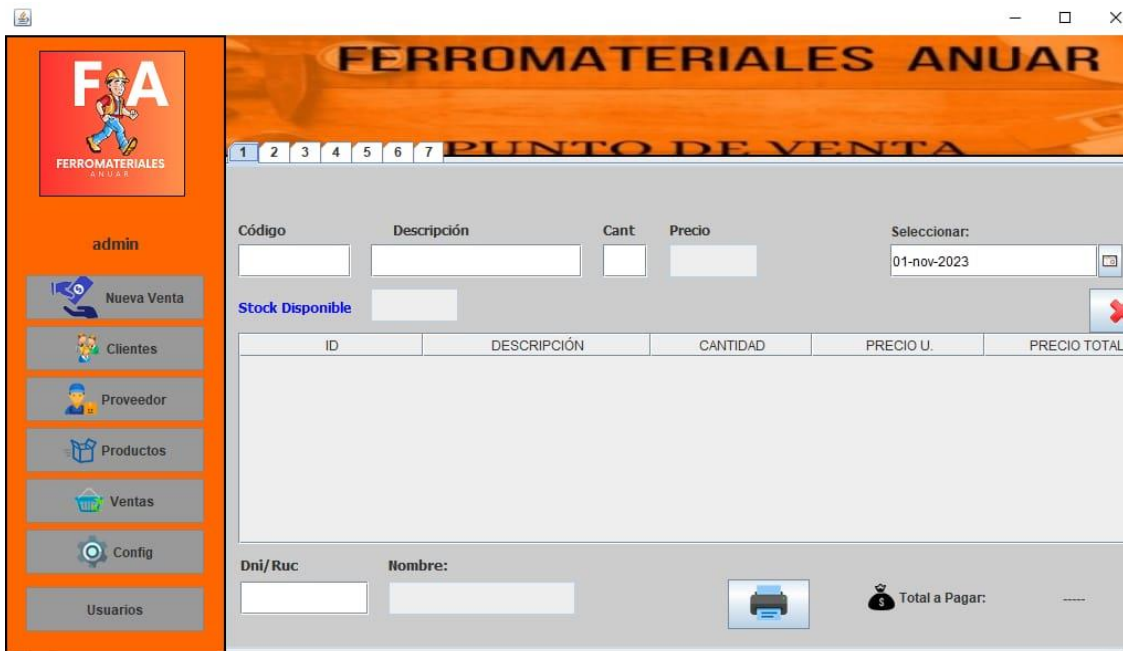 F A
FERROMATERIALES
ANUAR
admin
Nueva Venta
Clientes
Proveedor
Productos
Ventas
Config
Usuarios
FERROMATERIALES ANUAR
PUNTO DE VENTA
1 2 3 4 5 6 7
Código Descripción Cant Precio Seleccionar:
01-nov-2023
Stock Disponible
ID DESCRIPCIÓN CANTIDAD PRECIO U. PRECIO TOTAL
Dni/Ruc Nombre:
$ Total a Pagar: -----